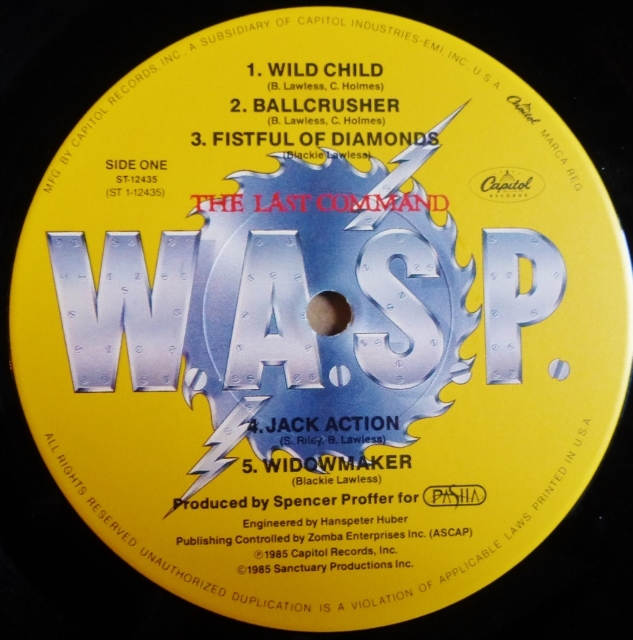 MFG BY CAPITOL RECORDS, INC. A SUBSIDIARY OF CAPITOL INDUSTRIES-EMI, INC. U.S.A. Capitol MARCA REG.
1. WILD CHILD
(B. Lawless, C. Holmes)
2. BALLCRUSHER
(B. Lawless, C. Holmes)
3. FISTFUL OF DIAMONDS
(Blackie Lawless)
SIDE ONE
ST-12435
(ST 1-12435)
Capitol
RECORDS
THE LAST COMMAND
W.A.S.P.
4. JACK ACTION
(S. Riley, B. Lawless)
5. WIDOWMAKER
(Blackie Lawless)
Produced by Spencer Proffer for PASHA
Engineered by Hanspeter Huber
Publishing Controlled by Zomba Enterprises Inc. (ASCAP)
℗1985 Capitol Records, Inc.
©1985 Sanctuary Productions Inc.
ALL RIGHTS RESERVED UNAUTHORIZED DUPLICATION IS A VIOLATION OF APPLICABLE LAWS PRINTED IN U.S.A.